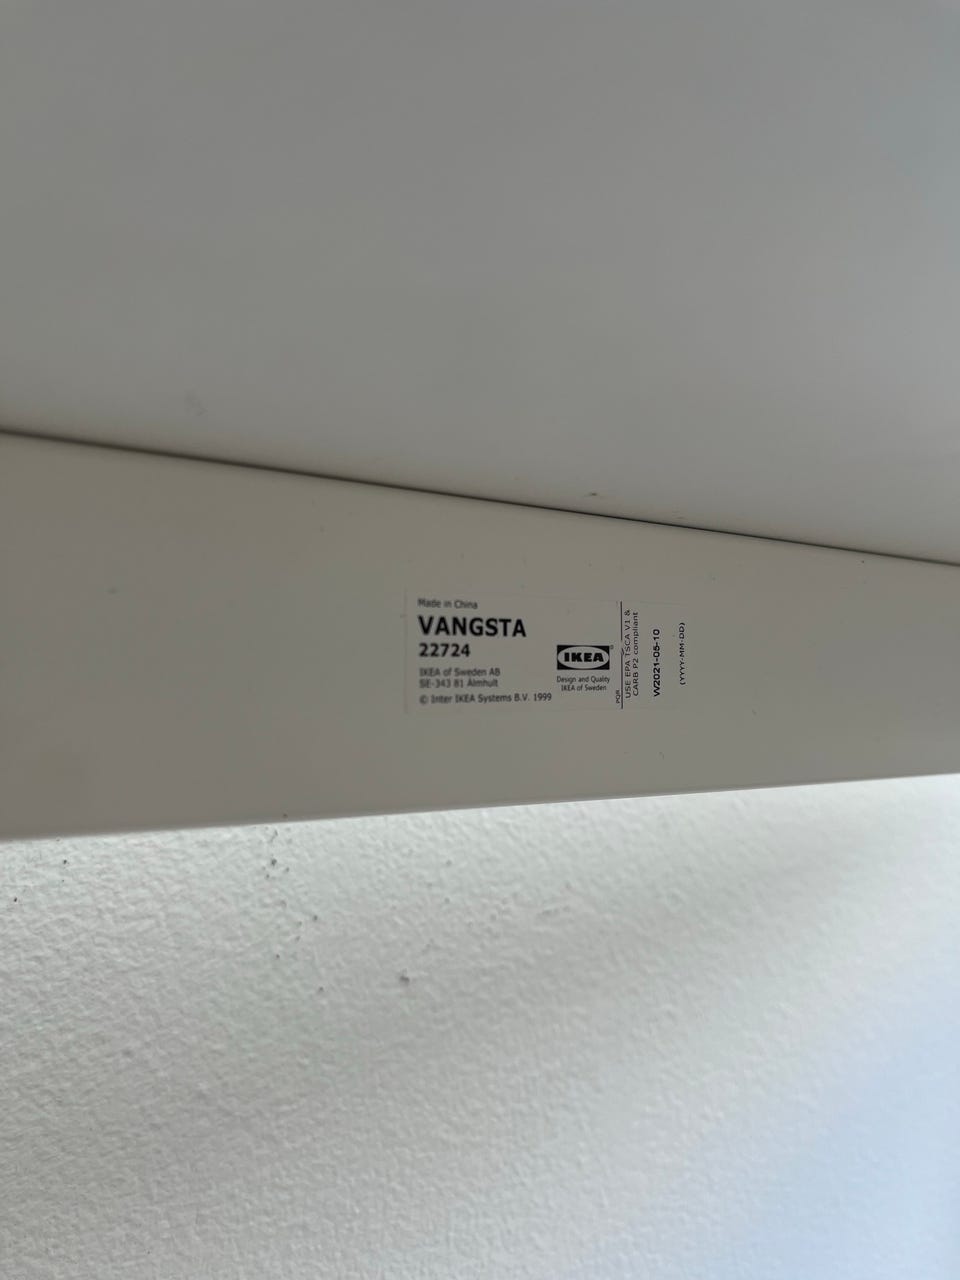 Made in China
VANGSTA
22724
IKEA of Sweden AB
SE-343 81 Älmhult
© Inter IKEA Systems B.V. 1999
IKEA
®
Design and Quality
IKEA of Sweden
PQR
USE EPA TSCA V1 &
CARB P2 compliant
W2021-05-10
(YYYY-MM-DD)